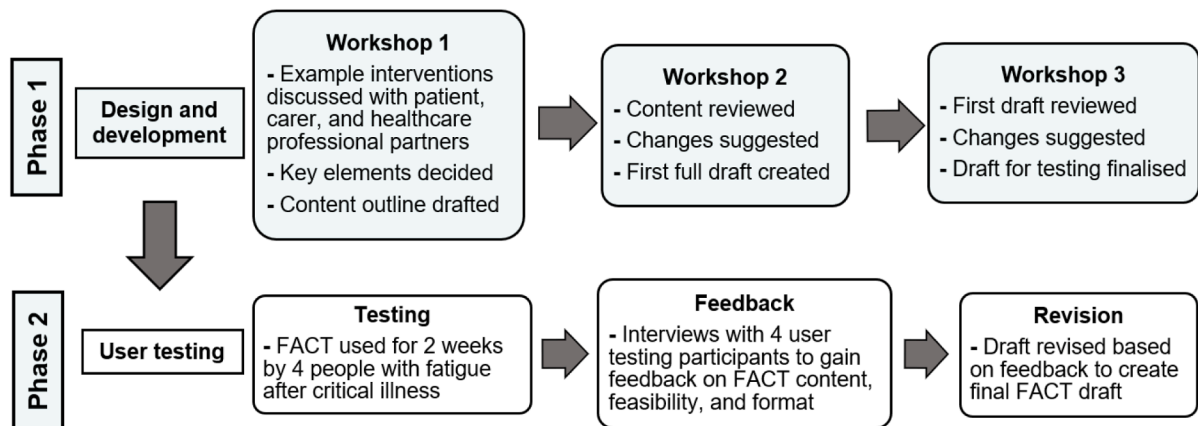 Phase 1
Design and
development
Workshop 1
- Example interventions
discussed with patient,
carer, and healthcare
professional partners
- Key elements decided
- Content outline drafted
Workshop 2
- Content reviewed
- Changes suggested
- First full draft created
Workshop 3
- First draft reviewed
- Changes suggested
- Draft for testing finalised
Phase 2
User testing
Testing
- FACT used for 2 weeks
by 4 people with fatigue
after critical illness
Feedback
- Interviews with 4 user
testing participants to gain
feedback on FACT content,
feasibility, and format
Revision
- Draft revised based
on feedback to create
final FACT draft